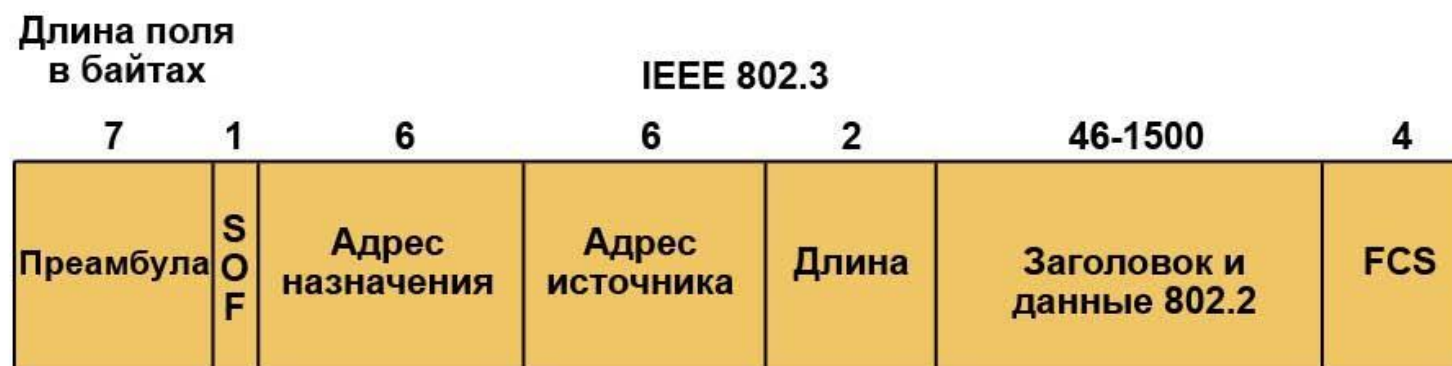 Длина поля
в байтах
IEEE 802.3
7 1 6 6 2 46-1500 4
Преамбула
S
O
F
Адрес
назначения
Адрес
источника
Длина
Заголовок и
данные 802.2
FCS